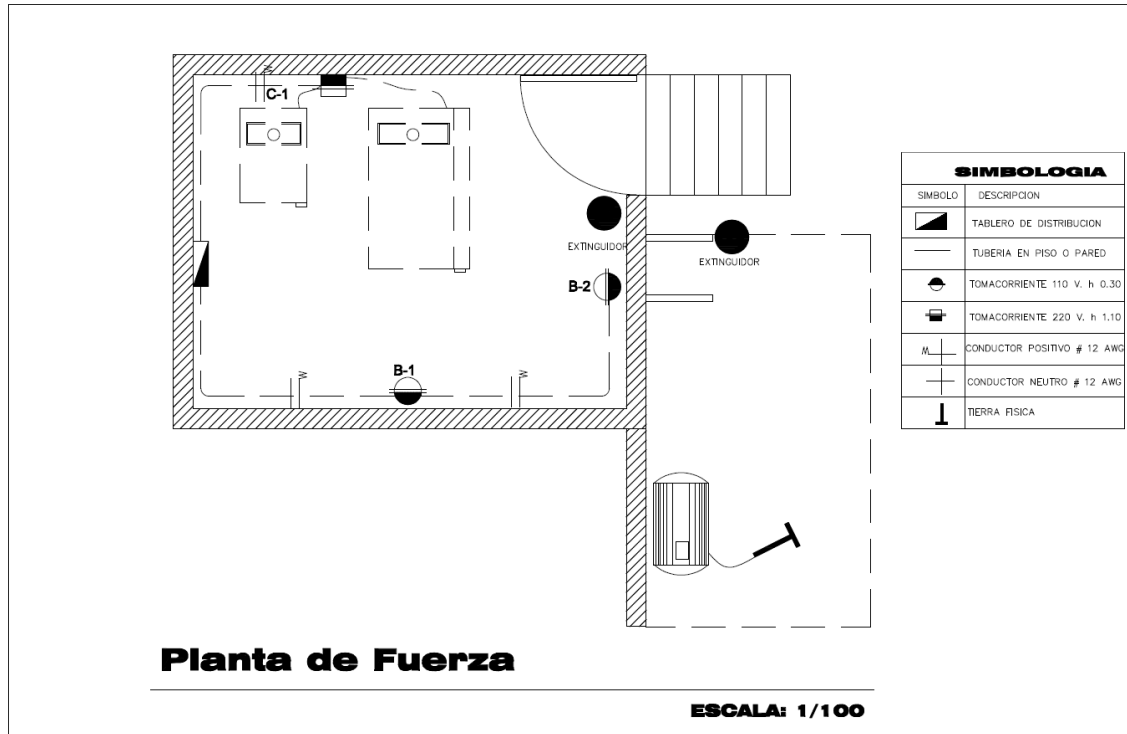 C-1
EXTINGUIDOR
EXTINGUIDOR
B-2
B-1
SIMBOLOGIA
SIMBOLO DESCRIPCION
TABLERO DE DISTRIBUCION
TUBERIA EN PISO O PARED
TOMACORRIENTE 110 V. h 0.30
TOMACORRIENTE 220 V. h 1.10
CONDUCTOR POSITIVO # 12 AWG
CONDUCTOR NEUTRO # 12 AWG
TIERRA FISICA
Planta de Fuerza
ESCALA: 1/100